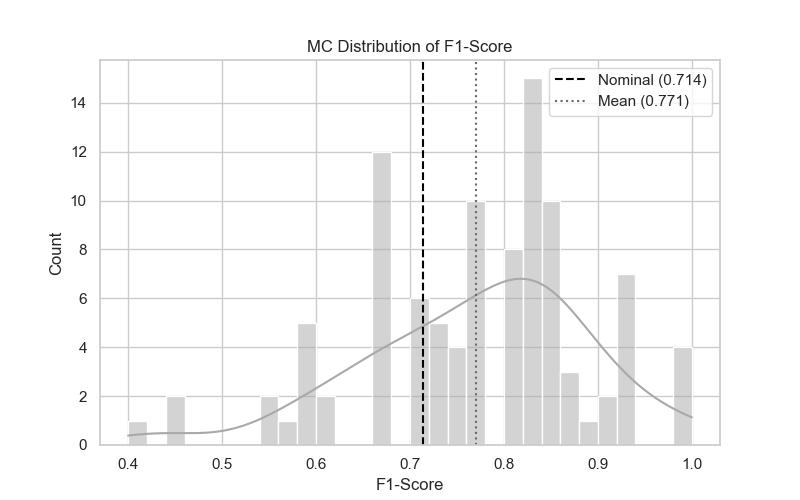 MC Distribution of F1-Score
Nominal (0.714)
Mean (0.771)
14
12
10
8
6
4
2
0
Count
0.4 0.5 0.6 0.7 0.8 0.9 1.0
F1-Score